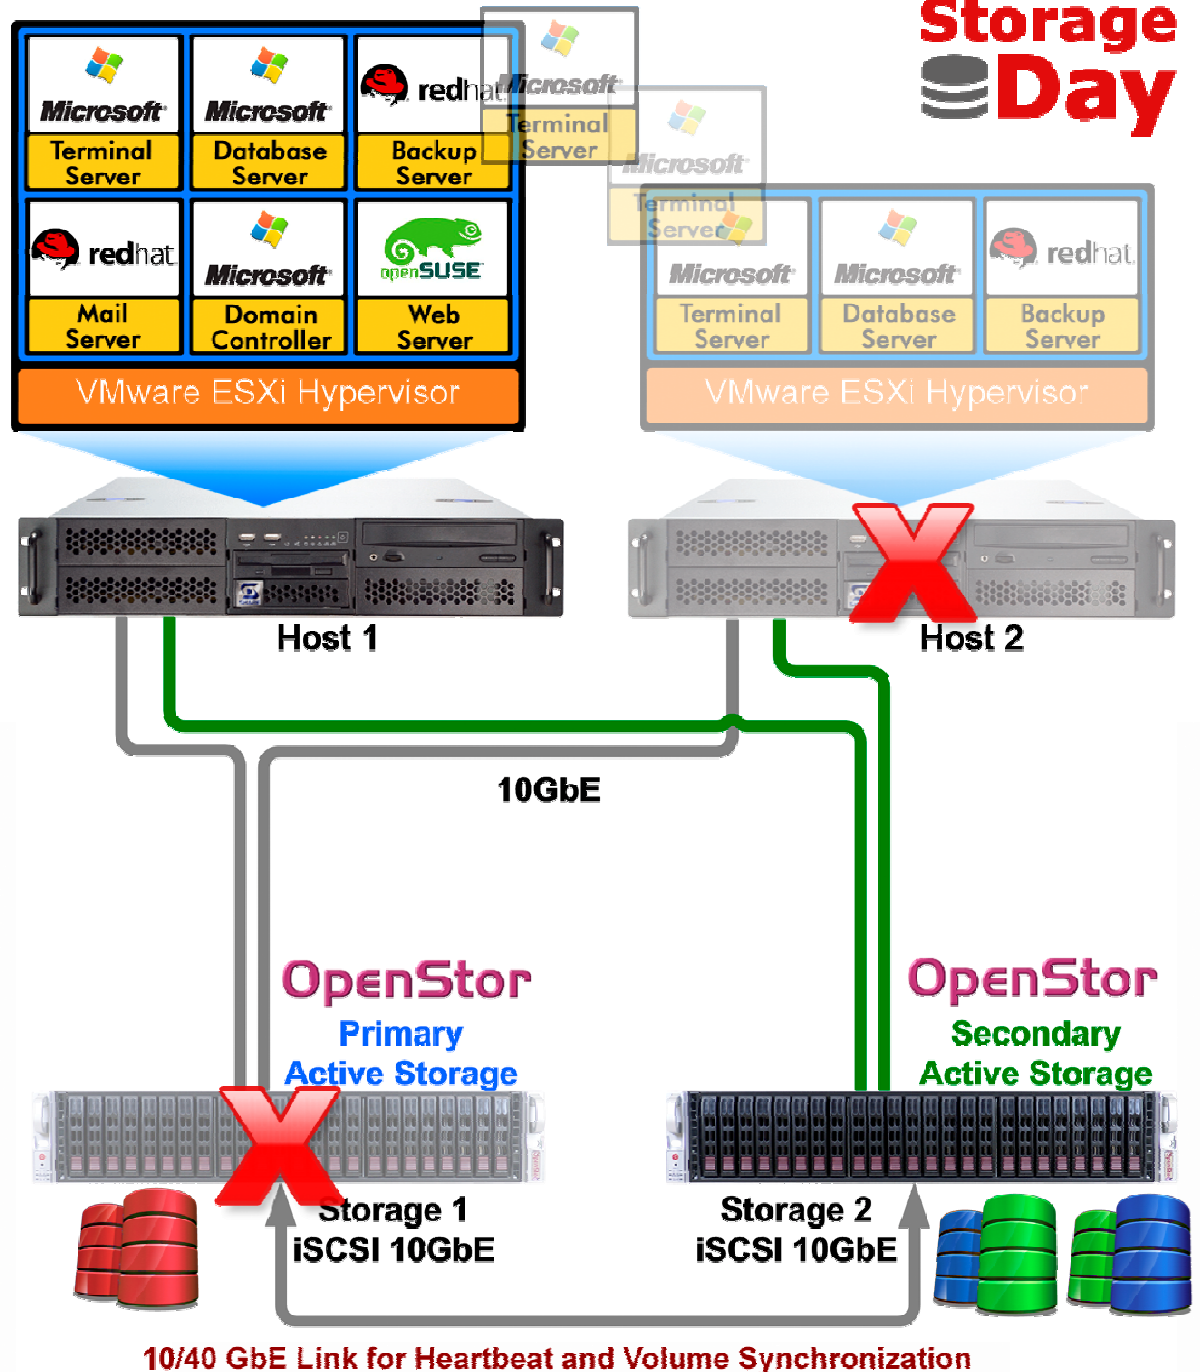 Storage
Day
Microsoft
Terminal
Server
Microsoft
Database
Server
redhat
Backup
Server
Microsoft
Terminal
Server
Microsoft
Terminal
Server
redhat
Mail
Server
Microsoft
Domain
Controller
openSUSE
Web
Server
VMware ESXi Hypervisor
Microsoft
Terminal
Server
Microsoft
Database
Server
redhat
Backup
Server
VMware ESXi Hypervisor
Host 1
Host 2
10GbE
OpenStor
Primary
Active Storage
OpenStor
Secondary
Active Storage
Storage 1
iSCSI 10GbE
Storage 2
iSCSI 10GbE
10/40 GbE Link for Heartbeat and Volume Synchronization